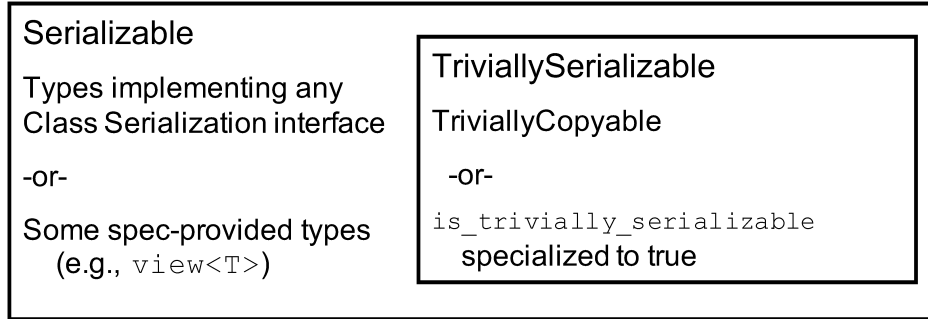 Serializable
Types implementing any
Class Serialization interface
-or-
Some spec-provided types
(e.g., view<T>)
TriviallySerializable
TriviallyCopyable
-or-
is_trivially_serializable
specialized to true